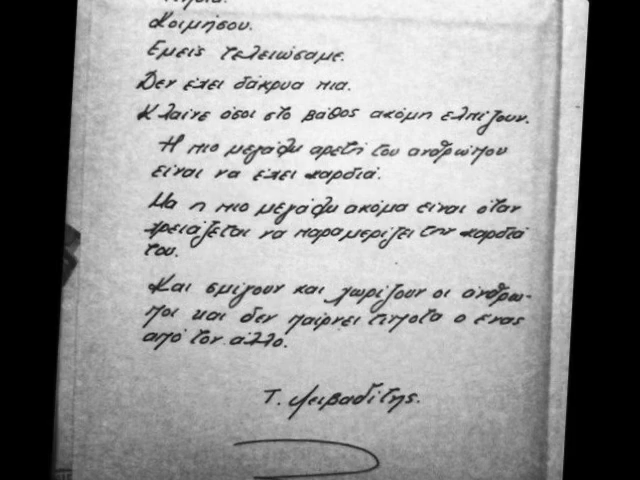 Κοιμήσου.
Εμείς τελειώσαμε.
Δεν έχει δάκρυα πια.
Κλαίνε όσοι στο βάθος ακόμη ελπίζουν.
Η πιο μεγάλη αρετή του ανθρώπου
είναι να έχει καρδιά.
Μα η πιο μεγάλη ακόμα είναι όταν
χρειάζεται να παραμερίζει την καρδιά
του.
Και σμίγουν και χωρίζουν οι άνθρω-
ποι και δεν παίρνει τίποτα ο ένας
από τον άλλο.
Τ. Λειβαδίτης.